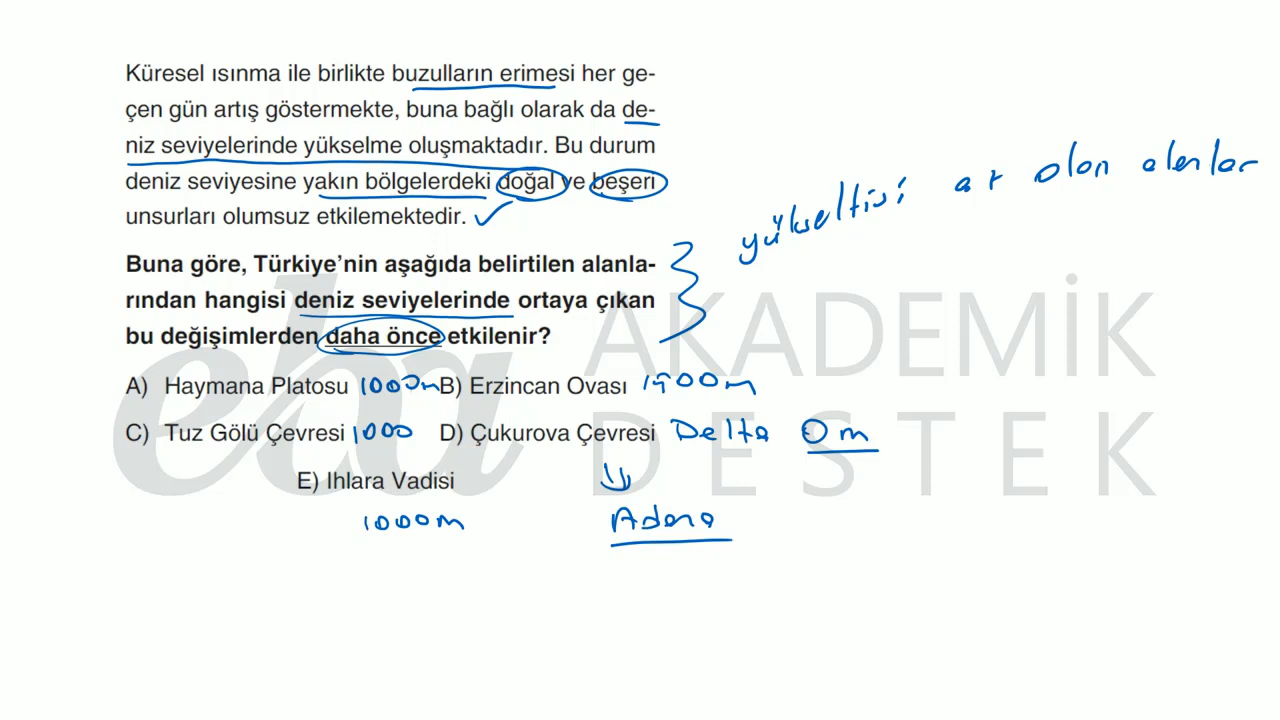 Küresel ısınma ile birlikte buzulların erimesi her ge-
çen gün artış göstermekte, buna bağlı olarak da de-
niz seviyelerinde yükselme oluşmaktadır. Bu durum
deniz seviyesine yakın bölgelerdeki doğal ve beşeri
unsurları olumsuz etkilemektedir.
yükseltisi az olan alanlar
Buna göre, Türkiye’nin aşağıda belirtilen alanla-
rından hangisi deniz seviyelerinde ortaya çıkan
bu değişimlerden daha önce etkilenir?
A) Haymana Platosu 1000m B) Erzincan Ovası 1900m
C) Tuz Gölü Çevresi 1000 D) Çukurova Çevresi Delta 0m
E) Ihlara Vadisi
1000m Adana
eba AKADEMİK
DESTEK